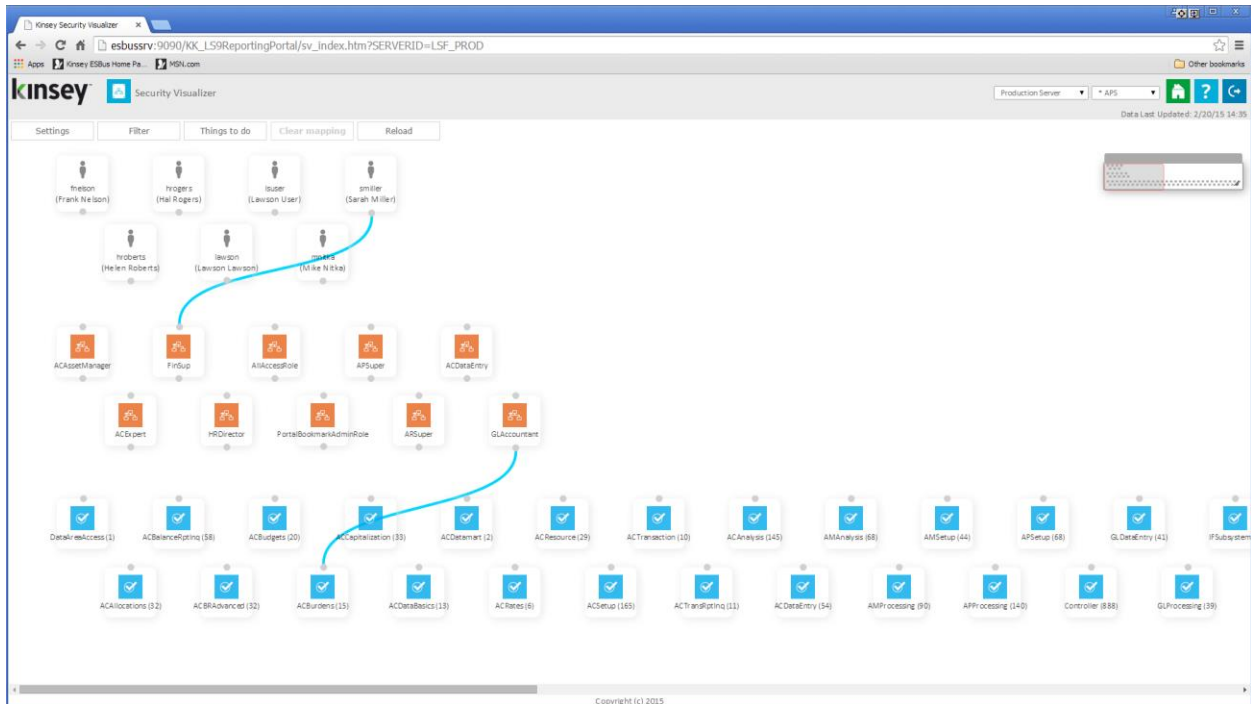 Kinsey Security Visualizer
esbussrv:9090/KK_LS9ReportingPortal/sv_index.htm?SERVERID=LSF_PROD
Apps Kinsey ESBus Home Pa... MSN.com Other bookmarks
kinsey Security Visualizer Production Server * APS ?
Data Last Updated: 2/20/15 14:35
Settings Filter Things to do Clear mapping Reload
fnelson hrogers lsuser smiller
(Frank Nelson) (Hal Rogers) (Lawson User) (Sarah Miller)
hroberts lawson mnitka
(Helen Roberts) (Lawson Lawson) (Mike Nitka)
ACAssetManager FinSup AllAccessRole APSuper ACDataEntry
ACExpert HRDirector PortalBookmarkAdminRole ARSuper GLAccountant
DataAreaAccess (1) ACBalanceRpting (58) ACBudgets (20) ACCapitalization (33) ACDatamart (2) ACResource (29) ACTransaction (10) ACAnalysis (145) AMAnalysis (68) AMSetup (44) APSetup (68) GLDataEntry (41) IFSubsystem
ACAllocations (32) ACBRAdvanced (32) ACBurdens (15) ACDataBasics (13) ACRates (6) ACSetup (165) ACTransRpting (11) ACDataEntry (54) AMProcessing (90) APProcessing (140) Controller (888) GLProcessing (39)
Copyright (c) 2015